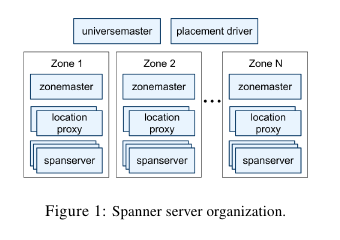 universemaster placement driver
Zone 1 Zone 2 Zone N
zonemaster zonemaster zonemaster
location proxy location proxy ... location proxy
spanserver spanserver spanserver
Figure 1: Spanner server organization.